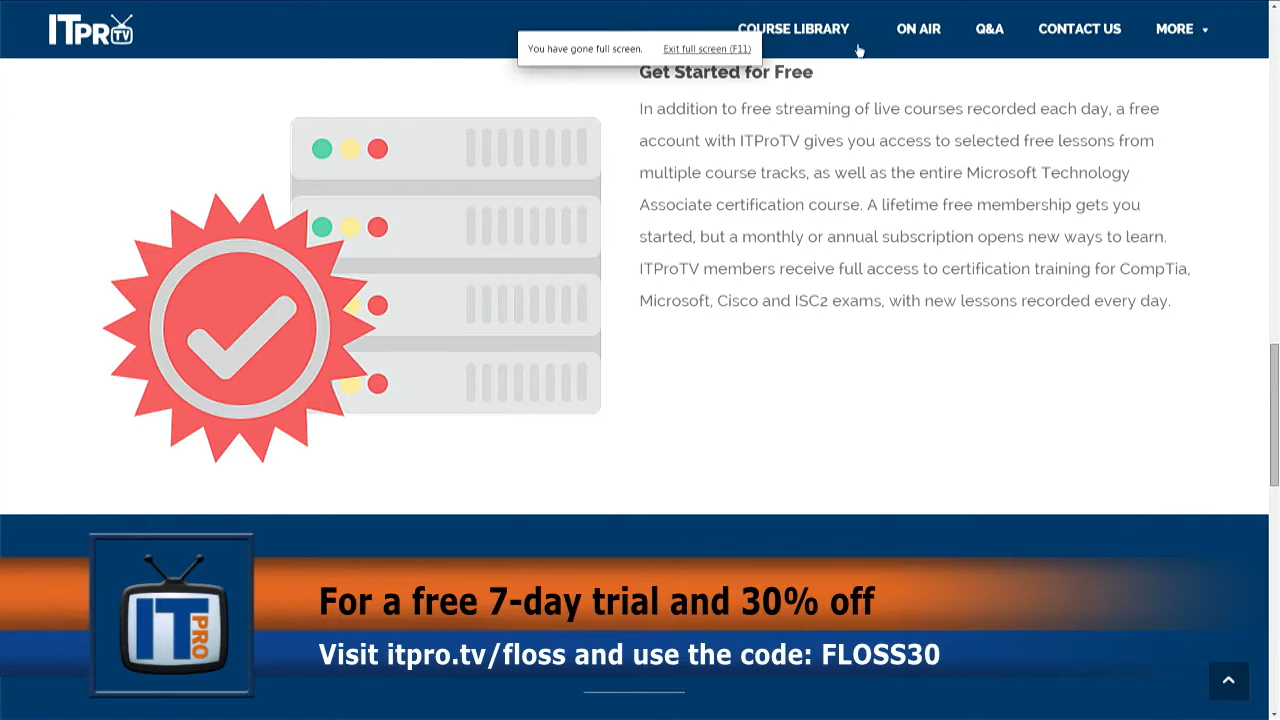 ITPRO TV
COURSE LIBRARY
ON AIR
Q&A
CONTACT US
MORE
You have gone full screen. Exit full screen (F11)
Get Started for Free
In addition to free streaming of live courses recorded each day, a free
account with ITProTV gives you access to selected free lessons from
multiple course tracks, as well as the entire Microsoft Technology
Associate certification course. A lifetime free membership gets you
started, but a monthly or annual subscription opens new ways to learn.
ITProTV members receive full access to certification training for CompTia,
Microsoft, Cisco and ISC2 exams, with new lessons recorded every day.
IT PRO
For a free 7-day trial and 30% off
Visit itpro.tv/floss and use the code: FLOSS30